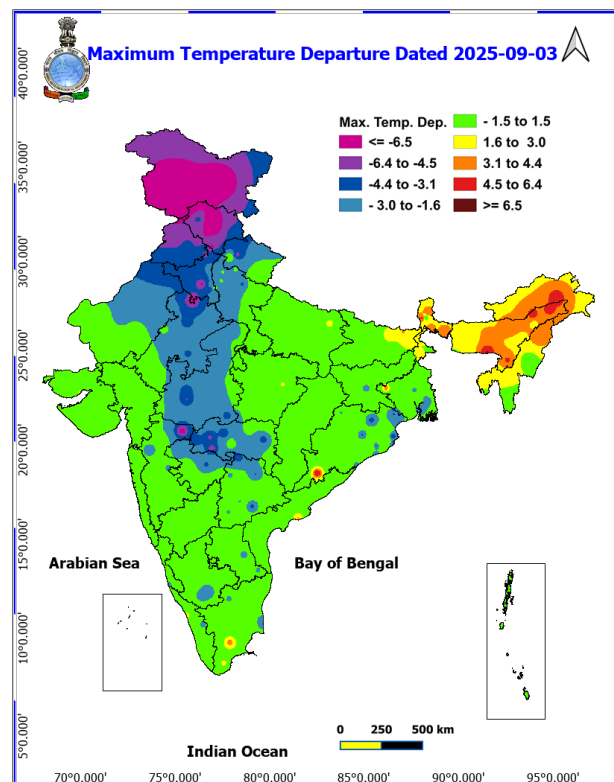 Maximum Temperature Departure Dated 2025-09-03
Max. Temp. Dep.
<= -6.5
-6.4 to -4.5
-4.4 to -3.1
- 3.0 to -1.6
- 1.5 to 1.5
1.6 to 3.0
3.1 to 4.4
4.5 to 6.4
>= 6.5
40°0.000'
35°0.000'
30°0.000'
25°0.000'
20°0.000'
15°0.000'
10°0.000'
5°0.000'
Arabian Sea
Bay of Bengal
Indian Ocean
0 250 500 km
70°0.000' 75°0.000' 80°0.000' 85°0.000' 90°0.000' 95°0.000'